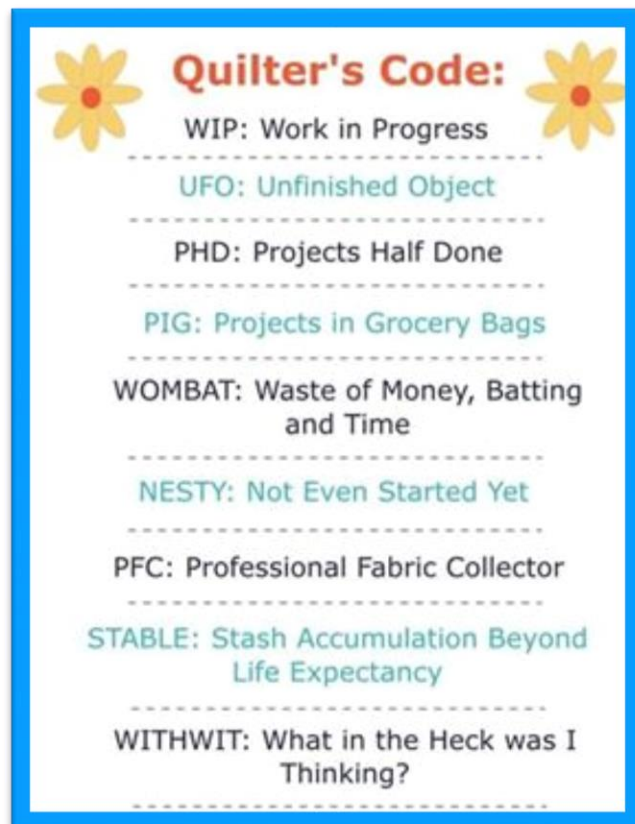 Quilter's Code:
WIP: Work in Progress
UFO: Unfinished Object
PHD: Projects Half Done
PIG: Projects in Grocery Bags
WOMBAT: Waste of Money, Batting
and Time
NESTY: Not Even Started Yet
PFC: Professional Fabric Collector
STABLE: Stash Accumulation Beyond
Life Expectancy
WITHWIT: What in the Heck was I
Thinking?